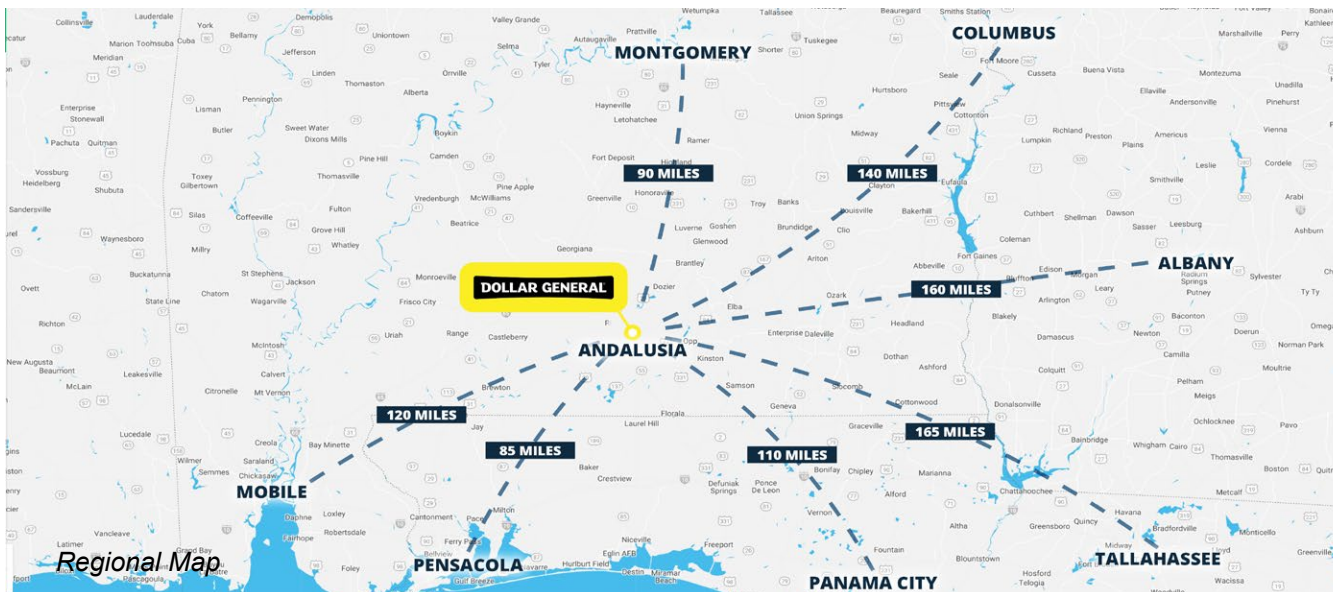 Collinsville
Lauderdale
York
Demopolis
Uniontown
Valley Grande
Wetumpka
Tallassee
Beauregard
Smiths Station
Cuba
Bellamy
Selma
Autaugaville
Prattville
Tuskegee
COLUMBUS
Marshallville
Perry
Marion
Toomsuba
Jefferson
MONTGOMERY
Shorter
Fort Moore
Meridian
Linden
Tyler
Seale
Cusseta
Buena Vista
Montezuma
Unadilla
Thomaston
Orrville
Enterprise
Stonewall
Lisman
Pennington
Alberta
Hayneville
Letohatchee
Hurtsboro
Pittsview
Cottonton
Ellaville
Andersonville
Pinehurst
Butler
Sweet Water
Dixons Mills
Boykin
Union Springs
Midway
Lumpkin
Richland
Preston
Plains
Americus
Vienna
Pachuta
Quitman
Pine Hill
Camden
Ramer
Fort Deposit
Highland
Leslie
Cordele
Vossburg
Heidelberg
Shubuta
Toxey
Gilbertown
Thomasville
Pine Apple
90 MILES
140 MILES
Clayton
Eufaula
Smithville
Sandersville
Silas
Coffeeville
Fulton
Vredenburgh
McWilliams
Greenville
Honoraville
Troy
Banks
Louisville
Bakerhill
Cuthbert
Shellman
Dawson
Arabi
Waynesboro
Grove Hill
Beatrice
Luverne
Goshen
Brundidge
Clio
Sasser
Leesburg
Ashburn
Millry
Whatley
Georgiana
Glenwood
Coleman
Buckatunna
St Stephens
Monroeville
Brantley
Ariton
Abbeville
Fort Gaines
Edison
Morgan
ALBANY
Radium
Springs
Sylvester
Ovett
State Line
Chatom
Jackson
Wagarville
Frisco City
DOLLAR GENERAL
Dozier
Ozark
160 MILES
Bluffton
Leary
Arlington
Putney
Ty Ty
Richton
McIntosh
Uriah
Range
Castleberry
Elba
Enterprise
Daleville
Headland
Blakely
Newton
Baconton
Doerun
Opp
ANDALUSIA
Damascus
Camilla
Norman Park
New Augusta
Beaumont
Leakesville
Calvert
Kinston
Dothan
Ashford
Colquitt
Moultrie
McLain
Citronelle
Mt Vernon
Brewton
Samson
Slocomb
Cottonwood
Pelham
Meigs
120 MILES
Florala
Geneva
Donalsonville
Lucedale
Creola
Bay Minette
Jay
Laurel Hill
Graceville
165 MILES
Ochlocknee
Pavo
Saraland
85 MILES
110 MILES
Bainbridge
Whigham
Cairo
Thomasville
Wilmer
Semmes
Chickasaw
Baker
Bonifay
Chipley
Marianna
Boston
MOBILE
Crestview
Defuniak
Springs
Ponce
De Leon
Alford
Chattahoochee
Metcalf
Daphne
Loxley
Cantonment
Pace
Milton
Vernon
Altha
Greensboro
Quincy
Havana
Bradfordville
Monticello
Vancleave
Fairhope
Robertsdale
Ferry Pass
Niceville
Freeport
Fountain
Midway
Lloyd
Greenville
Latimer
Grand Bay
Regional Map
Foley
Bellview
PENSACOLA
Navarre
Eglin AFB
Hurlburt Field
Destin
Miramar
Beach
Blountstown
TALLAHASSEE
Pascagoula
Gulf Breeze
PANAMA CITY
Hosford
Telogia
Wacissa
Woodville